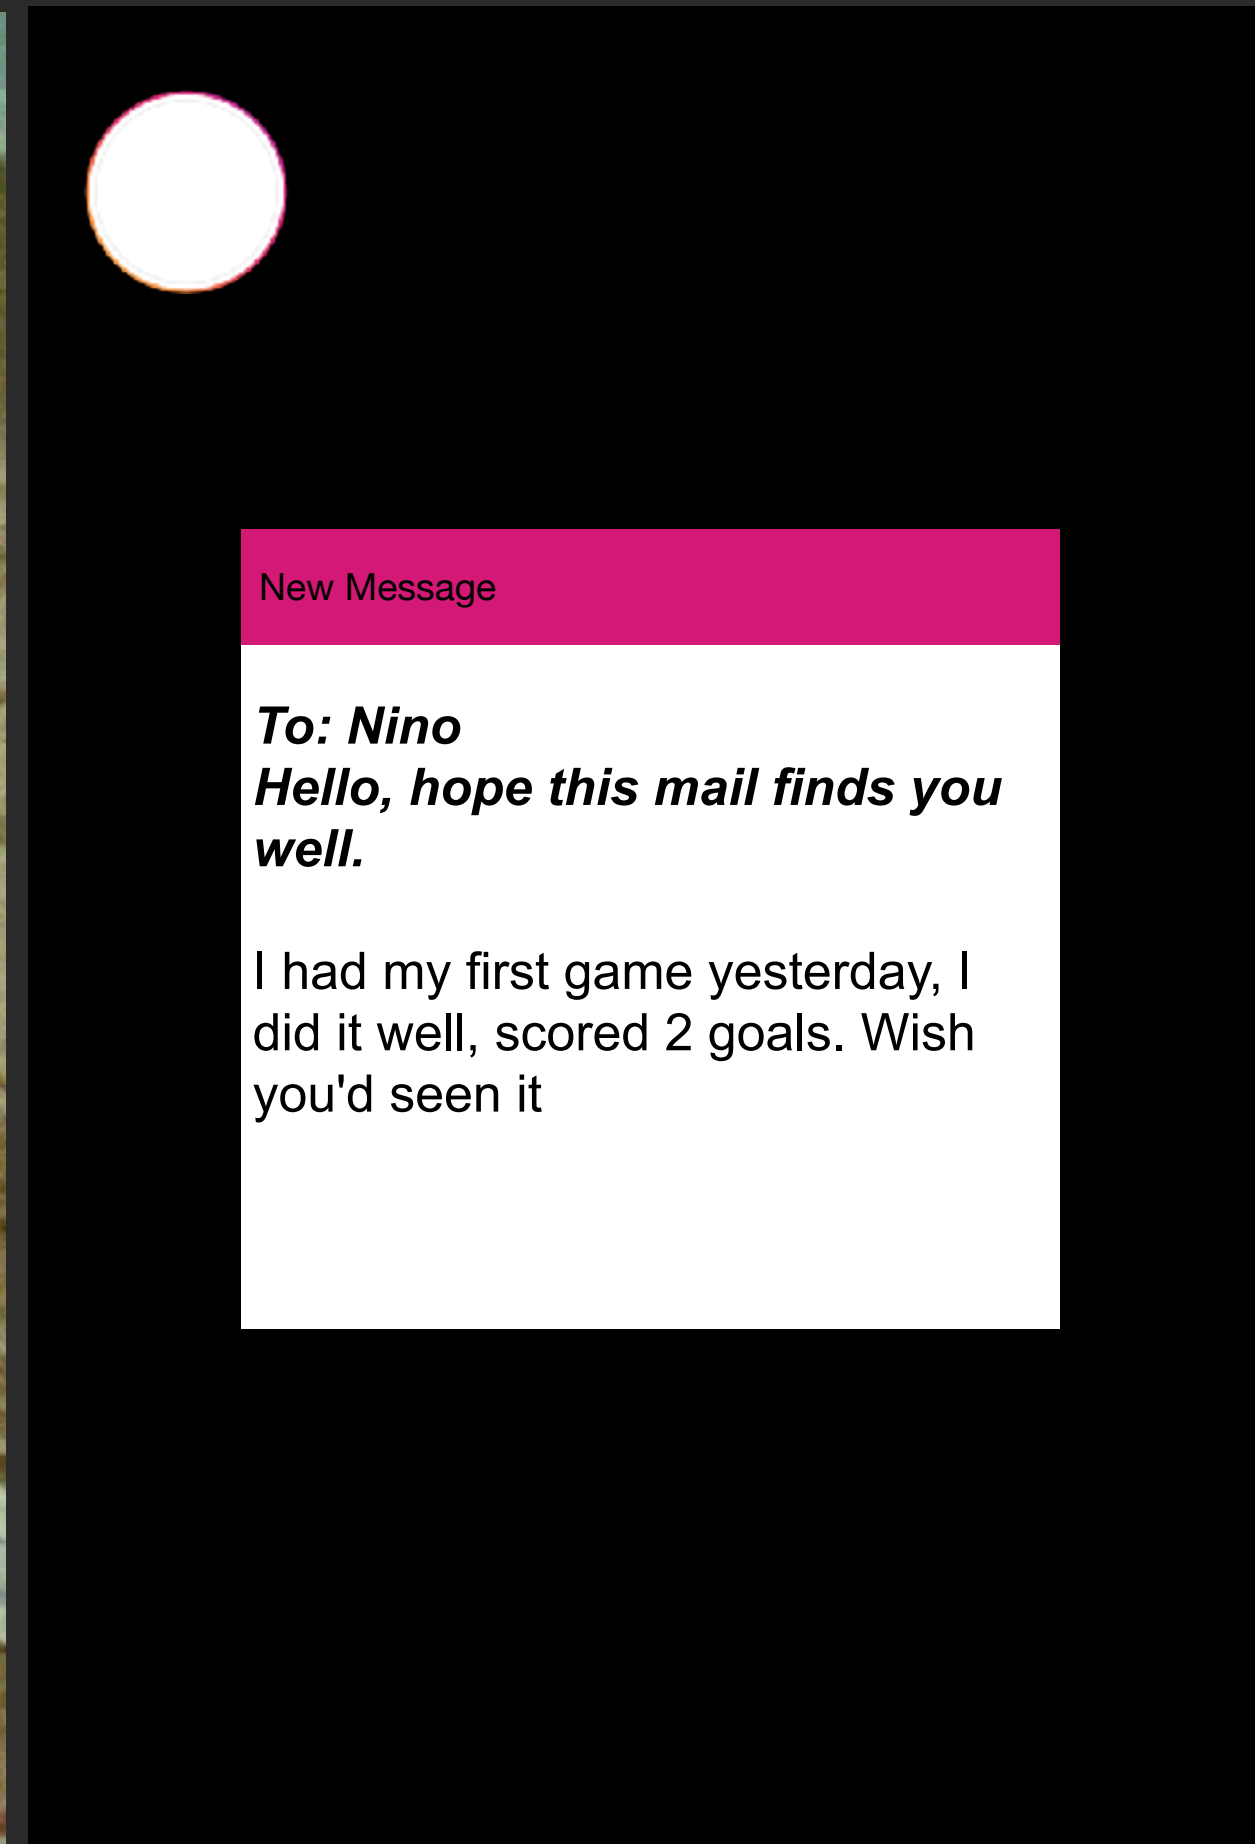 New Message
To: Nino
Hello, hope this mail finds you
well.
I had my first game yesterday, I
did it well, scored 2 goals. Wish
you'd seen it